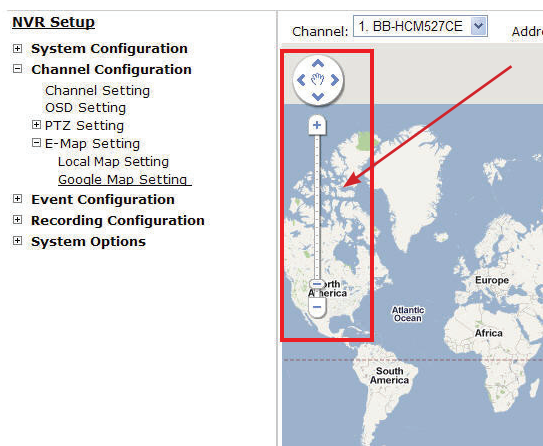 NVR Setup
System Configuration
Channel Configuration
Channel Setting
OSD Setting
PTZ Setting
E-Map Setting
Local Map Setting
Google Map Setting
Event Configuration
Recording Configuration
System Options
Channel: 1. BB-HCM527CE Addre
North
America
Europe
Atlantic
Ocean
Africa
South
America